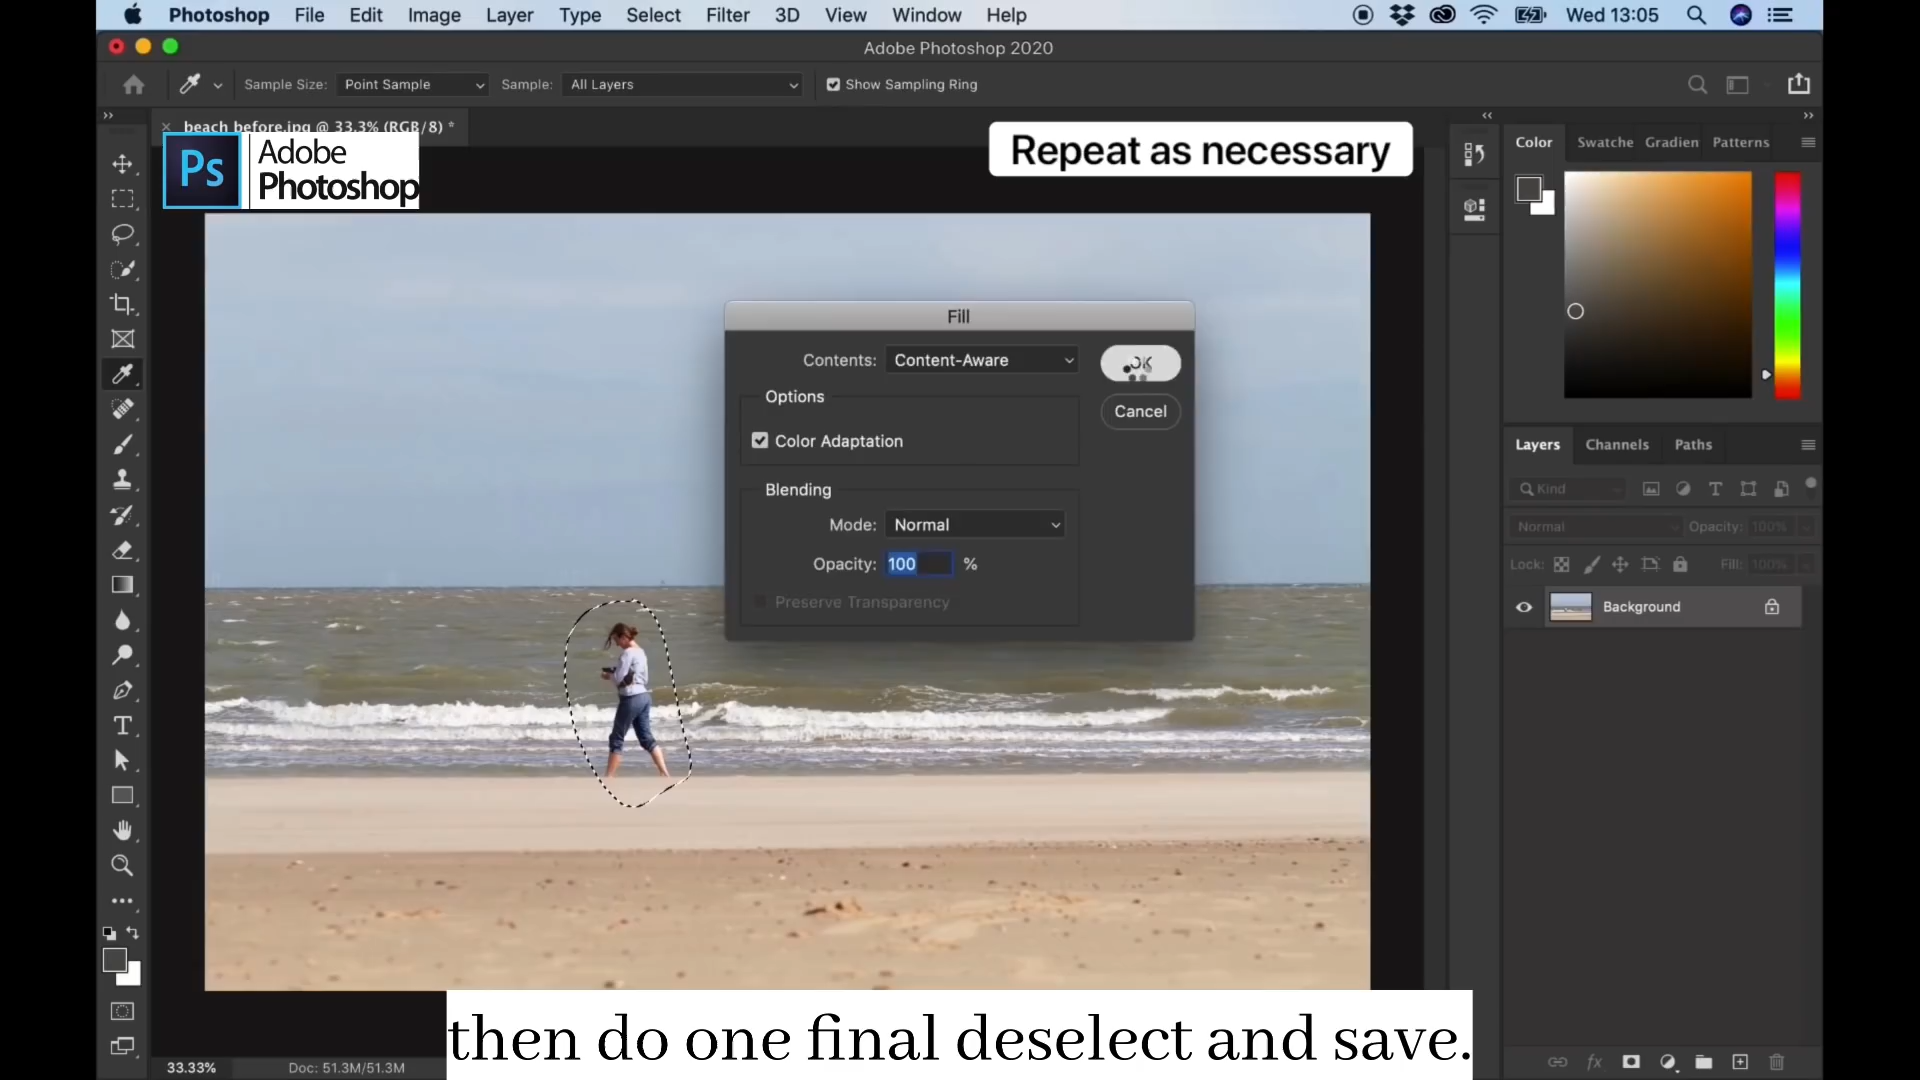 Photoshop File Edit Image Layer Type Select Filter 3D View Window Help Wed 13:05
Adobe Photoshop 2020
Sample Size: Point Sample Sample: All Layers Show Sampling Ring
beach before.jpg @ 33.3% (RGB/8) *
Ps Adobe
Photoshop
Repeat as necessary
Color Swatche Gradien Patterns
Fill
Contents: Content-Aware
OK
Options
Cancel
Color Adaptation
Blending
Mode: Normal
Opacity: 100 %
Preserve Transparency
Layers Channels Paths
Kind
Normal Opacity: 100%
Lock: Fill: 100%
Background
then do one final deselect and save.
33.33% Doc: 51.3M/51.3M
fx